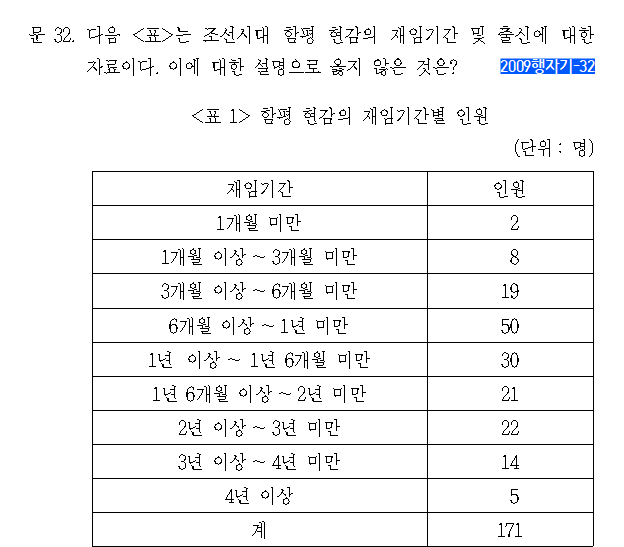 문 32. 다음 <표>는 조선시대 함평 현감의 재임기간 및 출신에 대한
자료이다. 이에 대한 설명으로 옳지 않은 것은?  2009행자기-32
<표 1> 함평 현감의 재임기간별 인원
(단위 : 명)
재임기간 인원
1개월 미만 2
1개월 이상 ~ 3개월 미만 8
3개월 이상 ~ 6개월 미만 19
6개월 이상 ~ 1년 미만 50
1년 이상 ~ 1년 6개월 미만 30
1년 6개월 이상 ~ 2년 미만 21
2년 이상 ~ 3년 미만 22
3년 이상 ~ 4년 미만 14
4년 이상 5
계 171